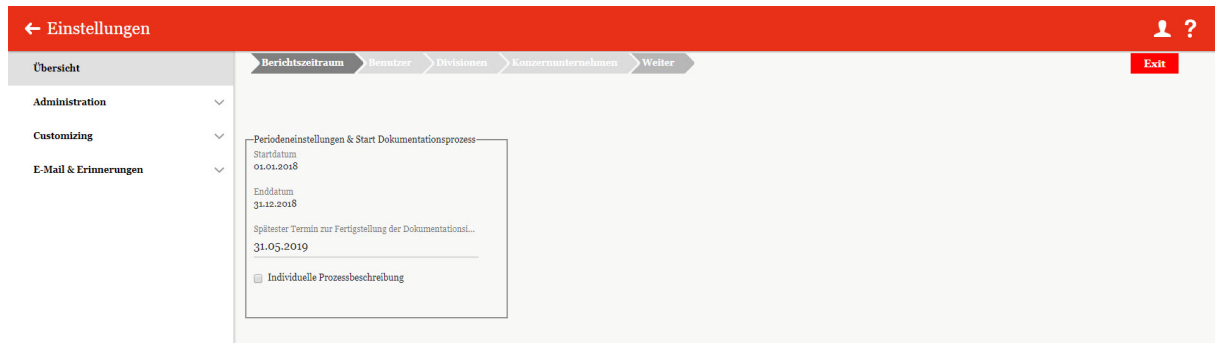 ← Einstellungen ?
Übersicht
Berichtszeitraum Benutzer Divisionen Konzernunternehmen Weiter Exit
Administration
Customizing
E-Mail & Erinnerungen
Periodeneinstellungen & Start Dokumentationsprozess
Startdatum
01.01.2018
Enddatum
31.12.2018
Spätester Termin zur Fertigstellung der Dokumentationsi...
31.05.2019
Individuelle Prozessbeschreibung